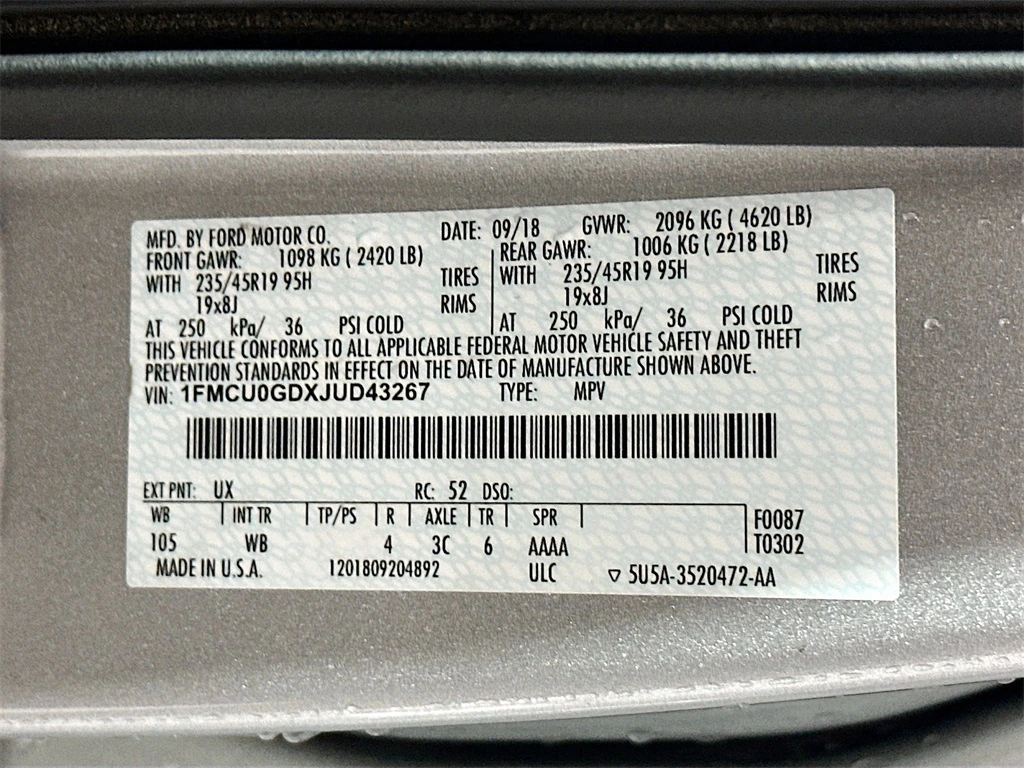 MFD. BY FORD MOTOR CO. DATE: 09/18 GVWR: 2096 KG ( 4620 LB)
FRONT GAWR: 1098 KG ( 2420 LB) REAR GAWR: 1006 KG ( 2218 LB)
WITH 235/45R19 95H TIRES WITH 235/45R19 95H TIRES
19x8J RIMS 19x8J RIMS
AT 250 kPa/ 36 PSI COLD AT 250 kPa/ 36 PSI COLD
THIS VEHICLE CONFORMS TO ALL APPLICABLE FEDERAL MOTOR VEHICLE SAFETY AND THEFT
PREVENTION STANDARDS IN EFFECT ON THE DATE OF MANUFACTURE SHOWN ABOVE.
VIN: 1FMCU0GDXJUD43267 TYPE: MPV
EXT PNT: UX RC: 52 DSO:
WB INT TR TP/PS R AXLE TR SPR F0087
105 WB 4 3C 6 AAAA T0302
MADE IN U.S.A. 1201809204892 ULC ▽ 5U5A-3520472-AA